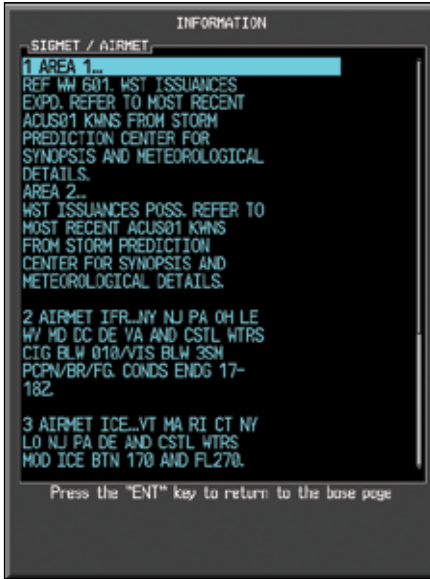 INFORMATION
SIGMET / AIRMET
1 AREA 1...
REF WW 601. WST ISSUANCES
EXPD. REFER TO MOST RECENT
ACUS01 KWNS FROM STORM
PREDICTION CENTER FOR
SYNOPSIS AND METEOROLOGICAL
DETAILS.
AREA 2...
WST ISSUANCES POSS. REFER TO
MOST RECENT ACUS01 KWNS
FROM STORM PREDICTION
CENTER FOR SYNOPSIS AND
METEOROLOGICAL DETAILS.
2 AIRMET IFR...NY NJ PA OH LE
WV MD DC DE VA AND CSTL WTRS
CIG BLW 010/VIS BLW 3SM
PCPN/BR/FG. CONDS ENDG 17-
18Z.
3 AIRMET ICE...VT MA RI CT NY
LO NJ PA DE AND CSTL WTRS
MOD ICE BTN 170 AND FL270.
Press the "ENT" key to return to the base page